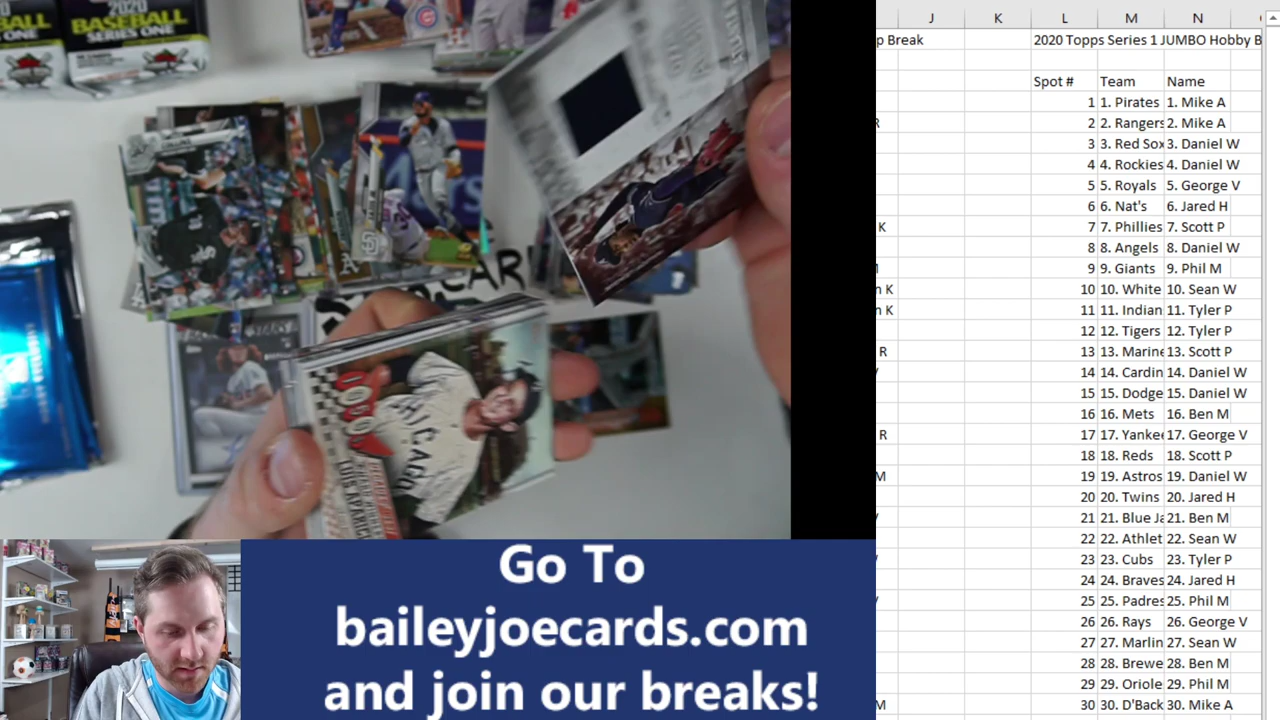 2020
BASEBALL
SERIES ONE
BASEBALL
SERIES ONE
COLLINS
CAR
CHICAGO
LUIS APARICIO
Go To
baileyjoecards.com
and join our breaks!
J K L M N
p Break 2020 Topps Series 1 JUMBO Hobby B
Spot # Team Name
1 1. Pirates 1. Mike A
R 2 2. Rangers 2. Mike A
3 3. Red Sox 3. Daniel W
4 4. Rockies 4. Daniel W
5 5. Royals 5. George V
6 6. Nat's 6. Jared H
K 7 7. Phillies 7. Scott P
8 8. Angels 8. Daniel W
M 9 9. Giants 9. Phil M
n K 10 10. White 10. Sean W
n K 11 11. Indian 11. Tyler P
12 12. Tigers 12. Tyler P
R 13 13. Marine 13. Scott P
14 14. Cardin 14. Daniel W
15 15. Dodge 15. Daniel W
16 16. Mets 16. Ben M
R 17 17. Yanke 17. George V
18 18. Reds 18. Scott P
M 19 19. Astros 19. Daniel W
20 20. Twins 20. Jared H
21 21. Blue Ja 21. Ben M
22 22. Athlet 22. Sean W
23 23. Cubs 23. Tyler P
24 24. Braves 24. Jared H
25 25. Padres 25. Phil M
26 26. Rays 26. George V
27 27. Marlin 27. Sean W
28 28. Brewe 28. Ben M
29 29. Oriole 29. Phil M
M 30 30. D'Back 30. Mike A